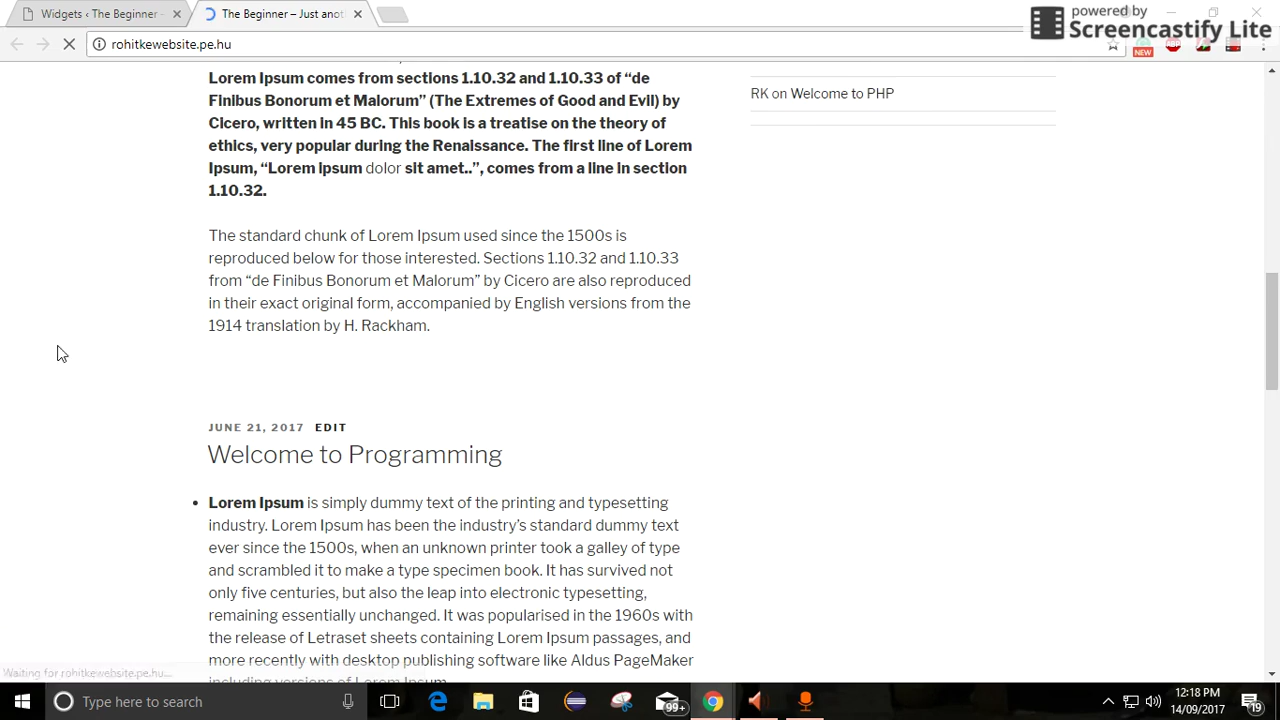 Widgets ‹ The Beginner -
The Beginner – Just anot
powered by
Screencastify Lite
rohitkewebsite.pe.hu
NEW
ABP
Lorem Ipsum comes from sections 1.10.32 and 1.10.33 of “de
Finibus Bonorum et Malorum” (The Extremes of Good and Evil) by
Cicero, written in 45 BC. This book is a treatise on the theory of
ethics, very popular during the Renaissance. The first line of Lorem
Ipsum, “Lorem ipsum dolor sit amet..”, comes from a line in section
1.10.32.
RK on Welcome to PHP
The standard chunk of Lorem Ipsum used since the 1500s is
reproduced below for those interested. Sections 1.10.32 and 1.10.33
from “de Finibus Bonorum et Malorum” by Cicero are also reproduced
in their exact original form, accompanied by English versions from the
1914 translation by H. Rackham.
JUNE 21, 2017 EDIT
Welcome to Programming
• Lorem Ipsum is simply dummy text of the printing and typesetting
industry. Lorem Ipsum has been the industry’s standard dummy text
ever since the 1500s, when an unknown printer took a galley of type
and scrambled it to make a type specimen book. It has survived not
only five centuries, but also the leap into electronic typesetting,
remaining essentially unchanged. It was popularised in the 1960s with
the release of Letraset sheets containing Lorem Ipsum passages, and
more recently with desktop publishing software like Aldus PageMaker
including versions of Lorem Ipsum.
Waiting for rohitkewebsite.pe.hu...
Type here to search
99+
12:18 PM
14/09/2017
19